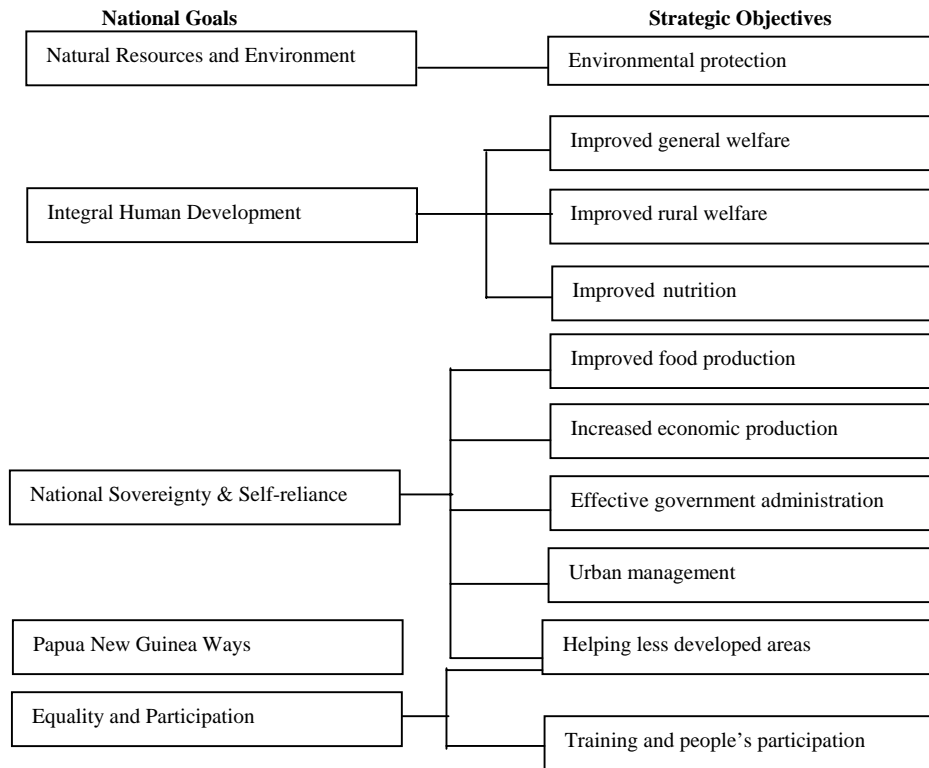 National Goals
Strategic Objectives
Natural Resources and Environment
Environmental protection
Improved general welfare
Integral Human Development
Improved rural welfare
Improved nutrition
Improved food production
Increased economic production
National Sovereignty & Self-reliance
Effective government administration
Urban management
Papua New Guinea Ways
Helping less developed areas
Equality and Participation
Training and people’s participation